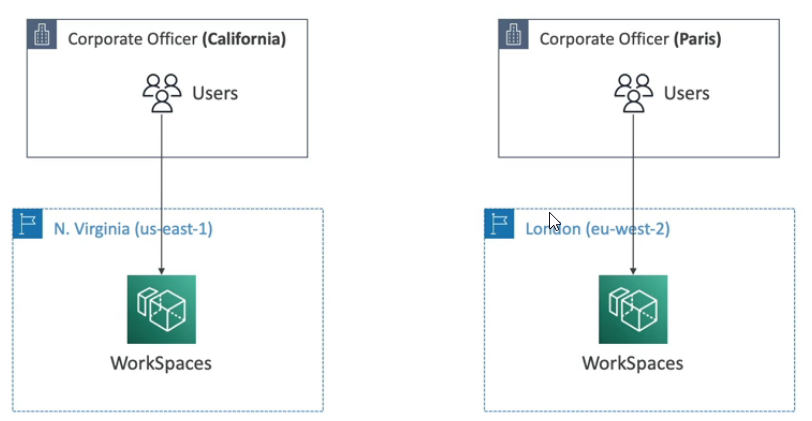 Corporate Officer (California)
Users
N. Virginia (us-east-1)
WorkSpaces
Corporate Officer (Paris)
Users
London (eu-west-2)
WorkSpaces